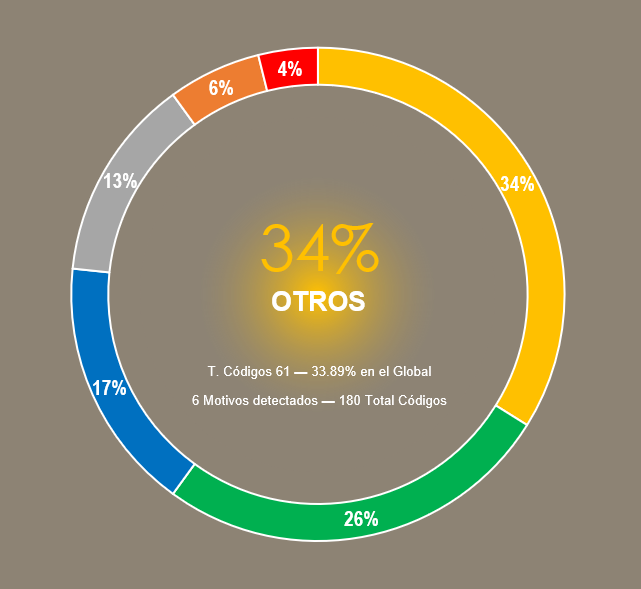 4%
6%
13%
34%
34%
OTROS
T. Códigos 61 — 33.89% en el Global
17%
6 Motivos detectados — 180 Total Códigos
26%